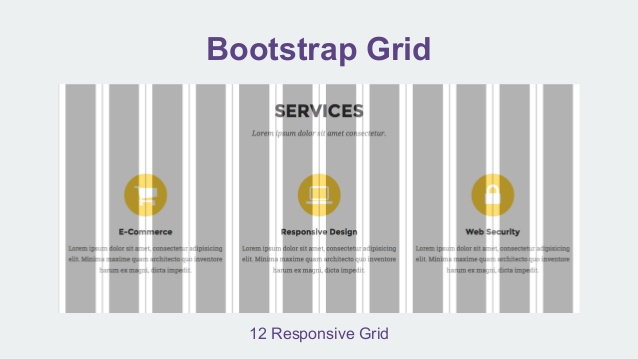 Bootstrap Grid
SERVICES
Lorem ipsum dolor sit amet, consectetur.
E-Commerce
Responsive Design
Web Security
Lorem ipsum dolor sit amet, consectetur adipisicing
elit. Minima maxime quam architecto quo inventore
harum ex magni, dicta impedit.
Lorem ipsum dolor sit amet, consectetur adipisicing
elit. Minima maxime quam architecto quo inventore
harum ex magni, dicta impedit.
Lorem ipsum dolor sit amet, consectetur adipisicing
elit. Minima maxime quam architecto quo inventore
harum ex magni, dicta impedit.
12 Responsive Grid